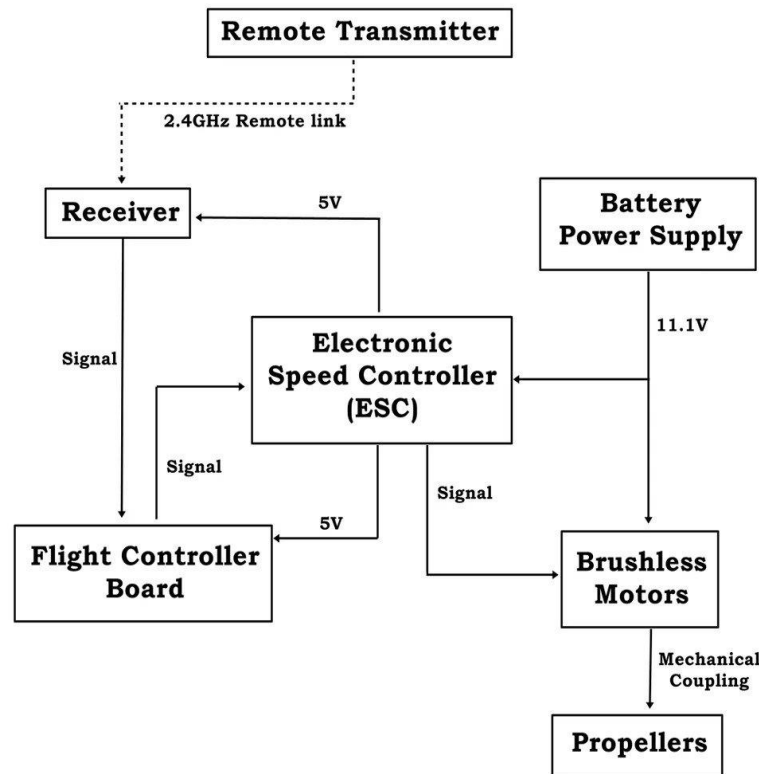 Remote Transmitter
2.4GHz Remote link
Receiver
5V
Battery
Power Supply
11.1V
Signal
Electronic
Speed Controller
(ESC)
Signal
Signal
5V
Flight Controller
Board
Brushless
Motors
Mechanical
Coupling
Propellers